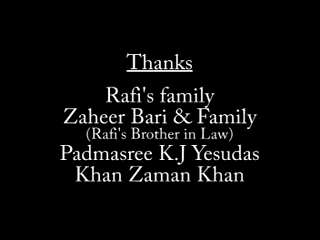 Thanks
Rafi's family
Zaheer Bari & Family
(Rafi's Brother in Law)
Padmasree K.J Yesudas
Khan Zaman Khan